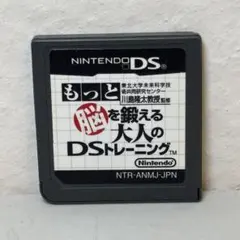 NINTENDO DS
もっと
東北大学未来科学技術
共同研究センター
川島隆太教授 監修
脳を鍛える
大人の
DSトレーニング
Nintendo
NTR-ANMJ-JPN